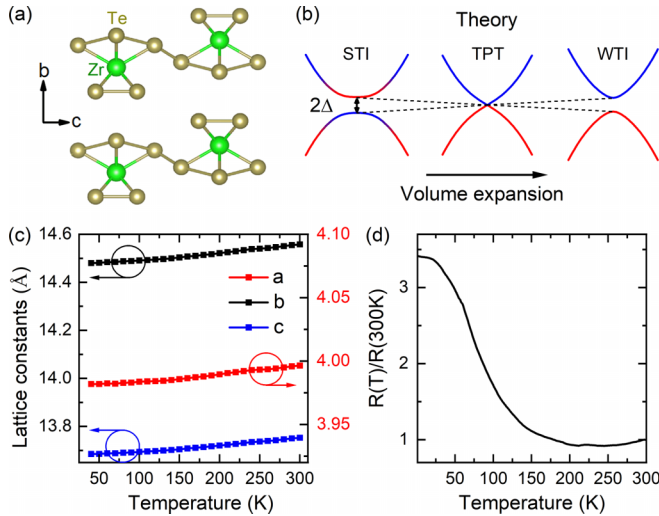 (a)
Te
Zr
b
c
(b)
Theory
STI
TPT
WTI
2Δ
Volume expansion
(c)
14.6
14.4
14.2
14.0
13.8
Lattice constants (Å)
4.10
4.05
4.00
3.95
a
b
c
50 100 150 200 250 300
Temperature (K)
(d)
R(T)/R(300K)
3
2
1
0
50 100 150 200 250 300
Temperature (K)